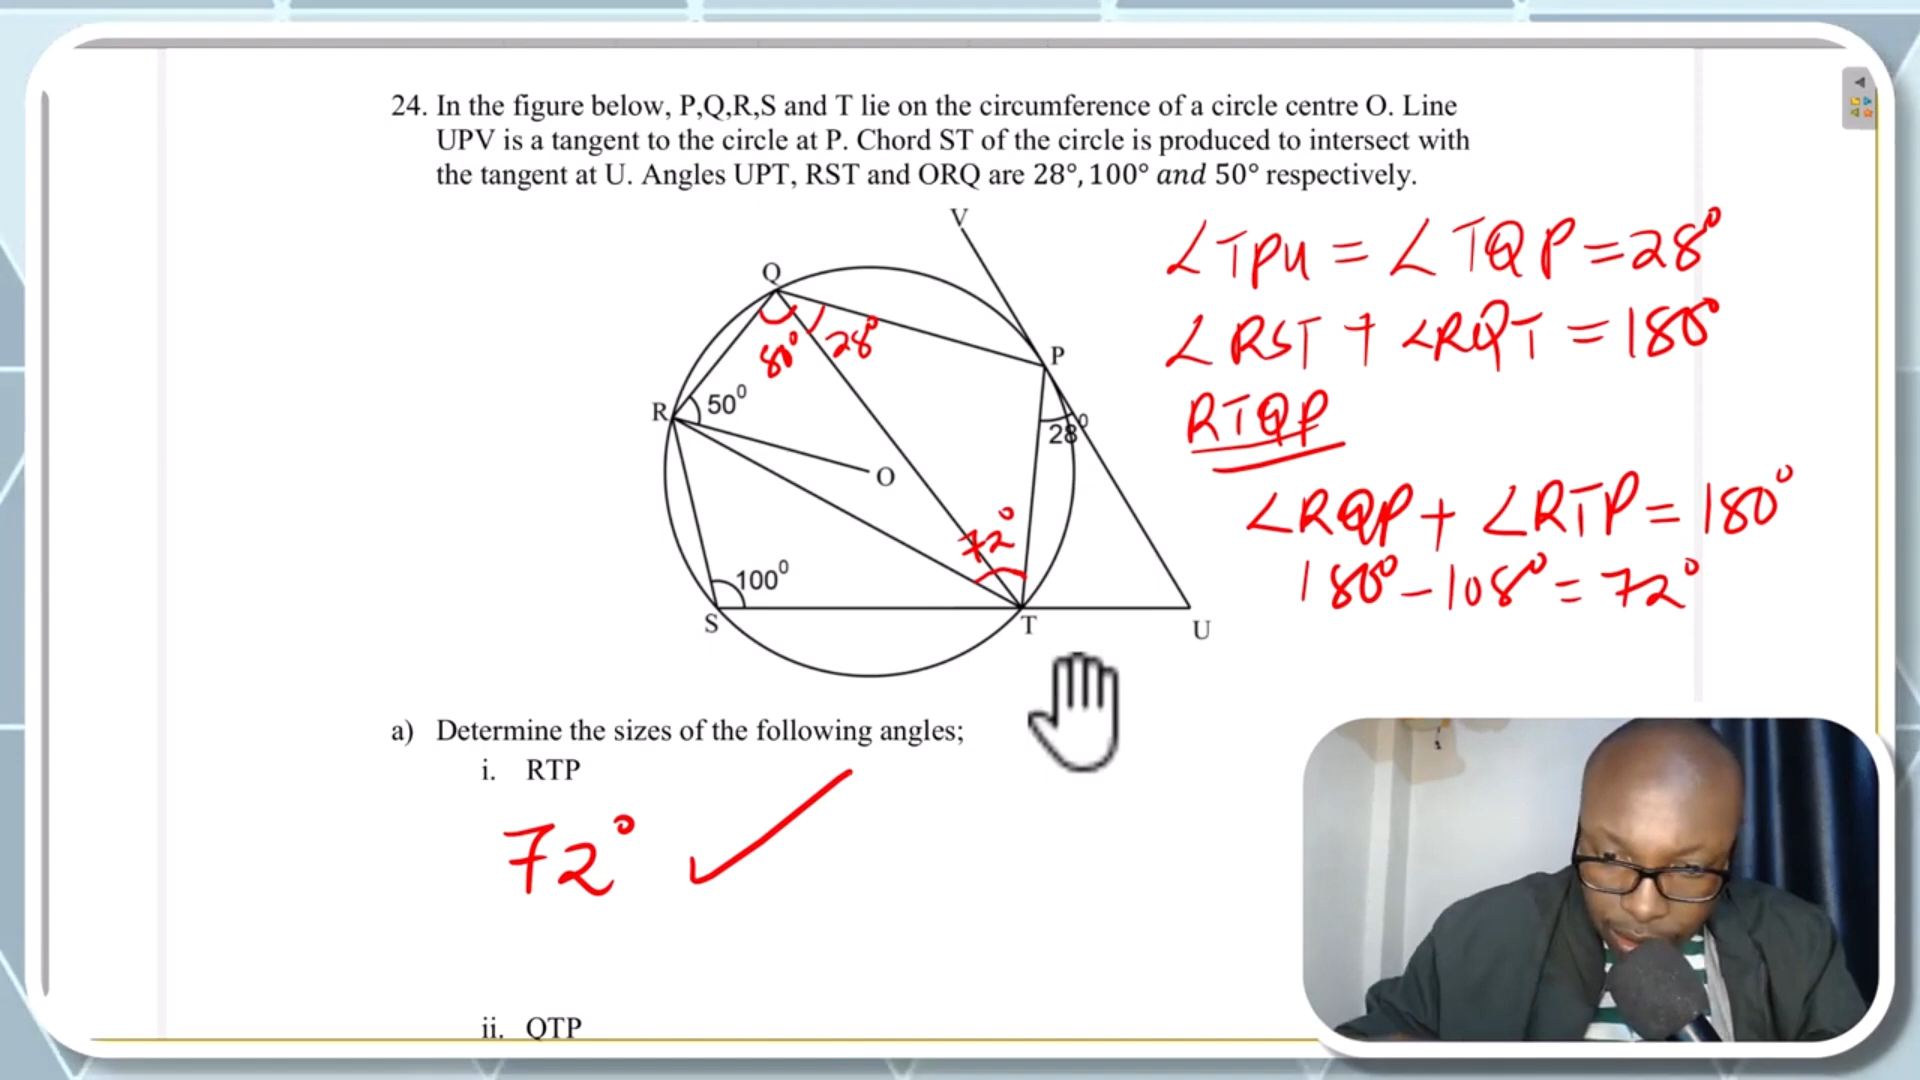 24. In the figure below, P,Q,R,S and T lie on the circumference of a circle centre O. Line
UPV is a tangent to the circle at P. Chord ST of the circle is produced to intersect with
the tangent at U. Angles UPT, RST and ORQ are 28°, 100° and 50° respectively.
V
Q
P
R
50⁰
80°
28°
28⁰
O
72°
100⁰
S
T
U
∠TPU = ∠TQP = 28°
∠RST + ∠RQT = 180°
RTQP
∠RQP + ∠RTP = 180°
180° - 108° = 72°
a) Determine the sizes of the following angles;
i. RTP
72° ✓
ii. QTP